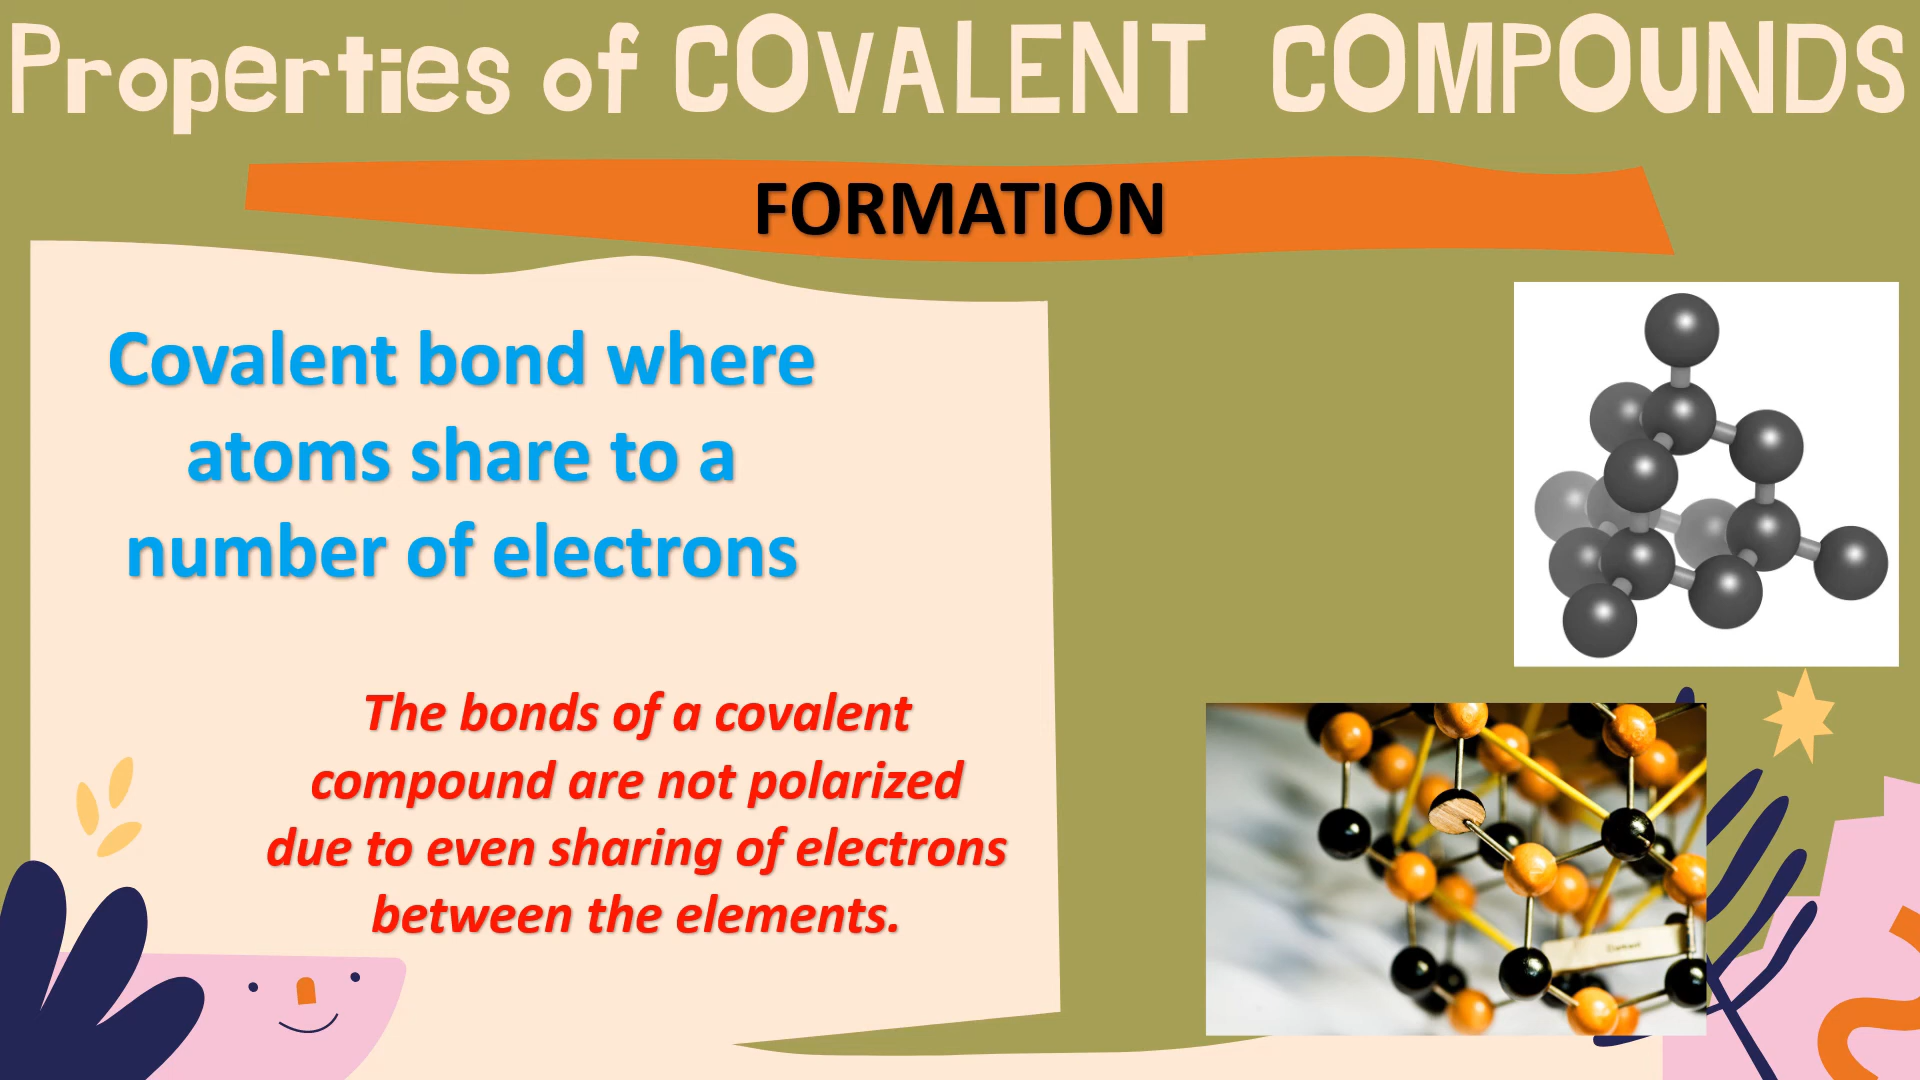 Properties of COVALENT COMPOUNDS
FORMATION
Covalent bond where
atoms share to a
number of electrons
The bonds of a covalent
compound are not polarized
due to even sharing of electrons
between the elements.